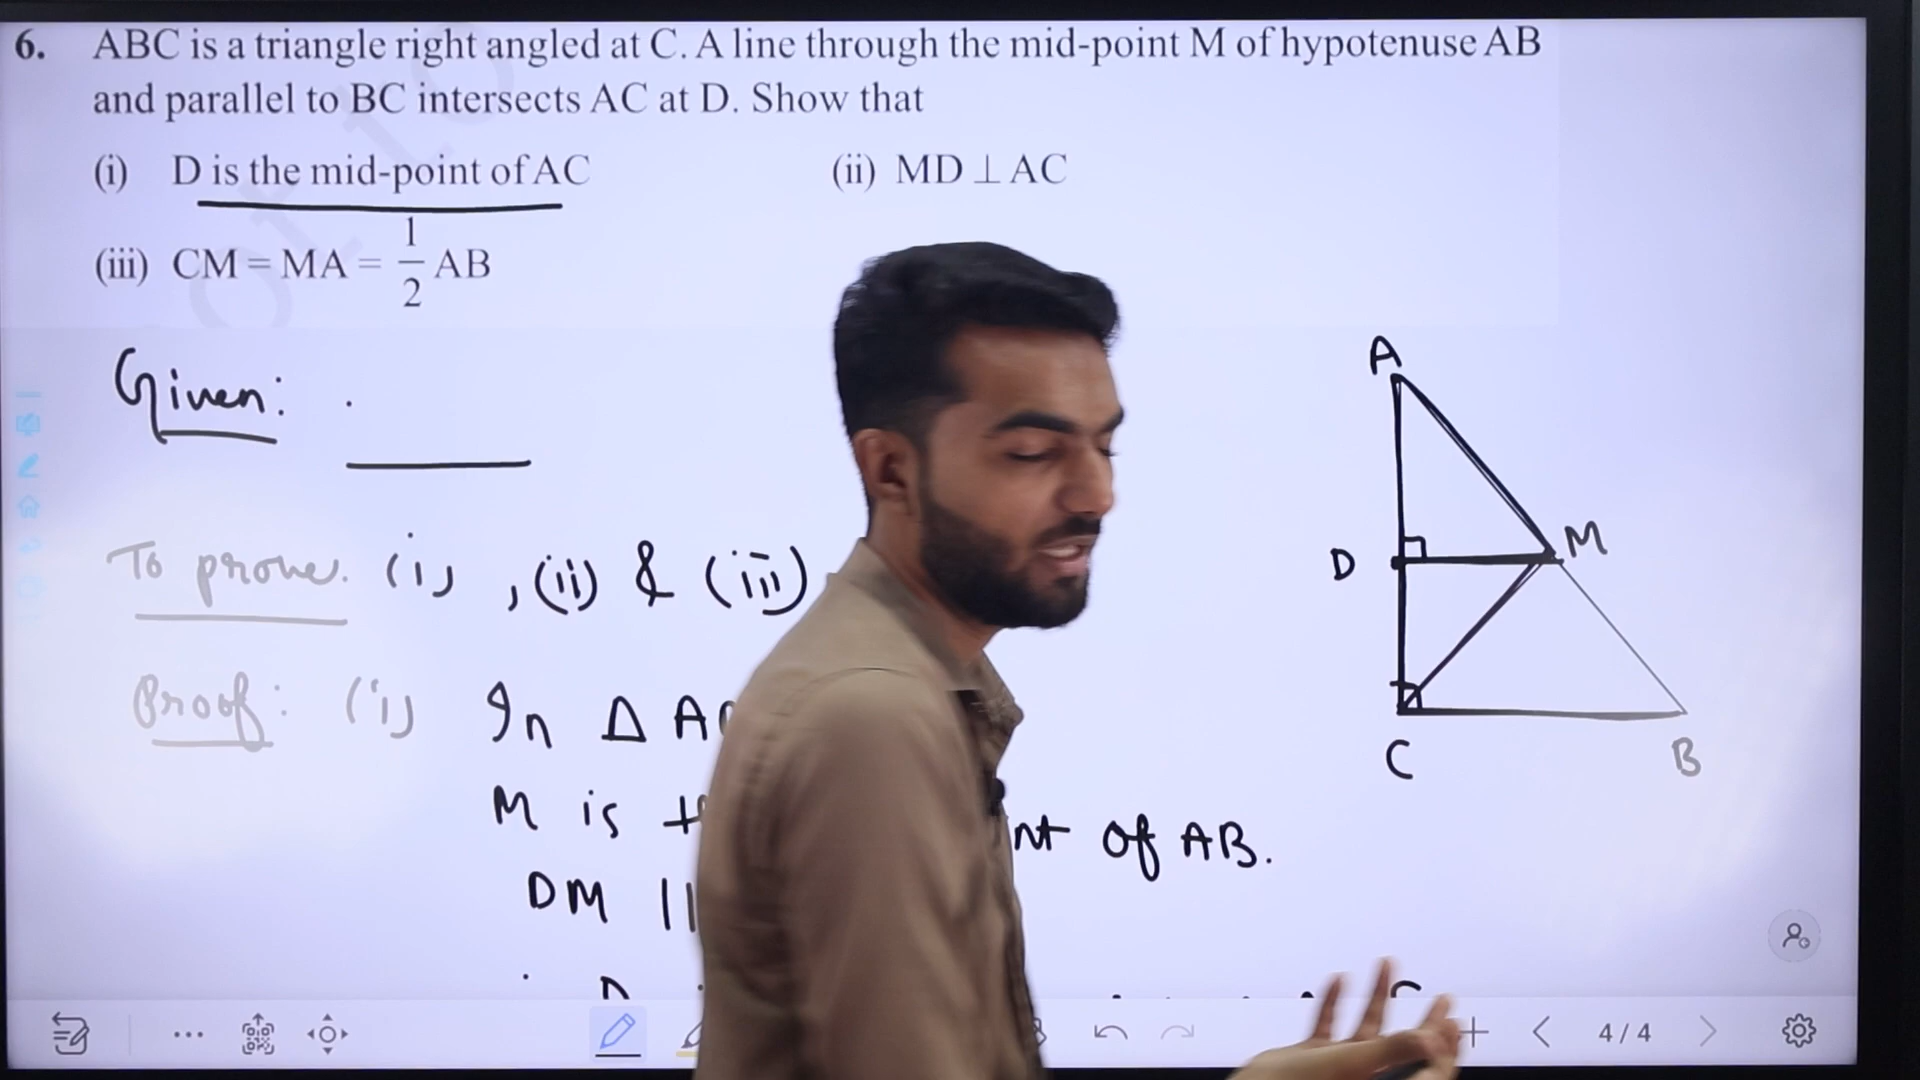 6. ABC is a triangle right angled at C. A line through the mid-point M of hypotenuse AB
and parallel to BC intersects AC at D. Show that
(i) D is the mid-point of AC (ii) MD ⊥ AC
(iii) CM = MA = 1/2 AB
Given:
To prove. (i) , (ii) & (iii)
Proof: (i) In Δ A
M is of AB.
DM ||
A
D M
C B
4/4